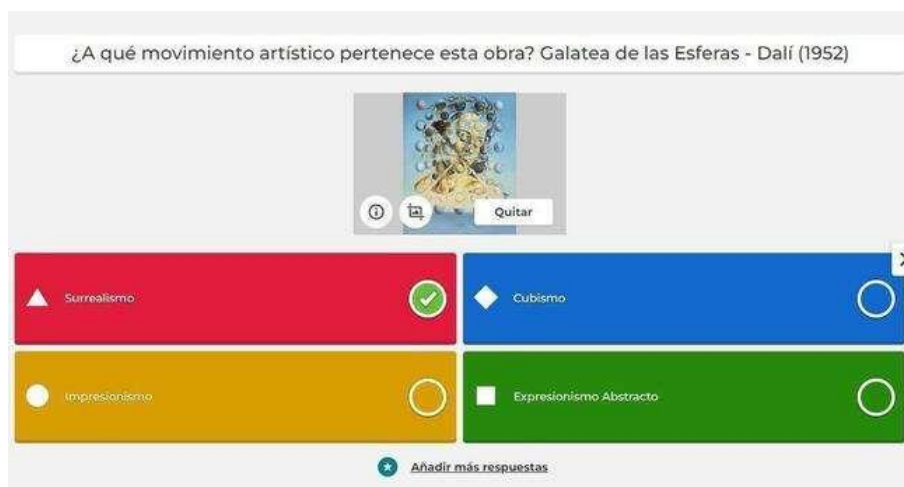 ¿A qué movimiento artístico pertenece esta obra? Galatea de las Esferas - Dalí (1952)
Quitar
Surrealismo
Cubismo
Impresionismo
Expresionismo Abstracto
Añadir más respuestas